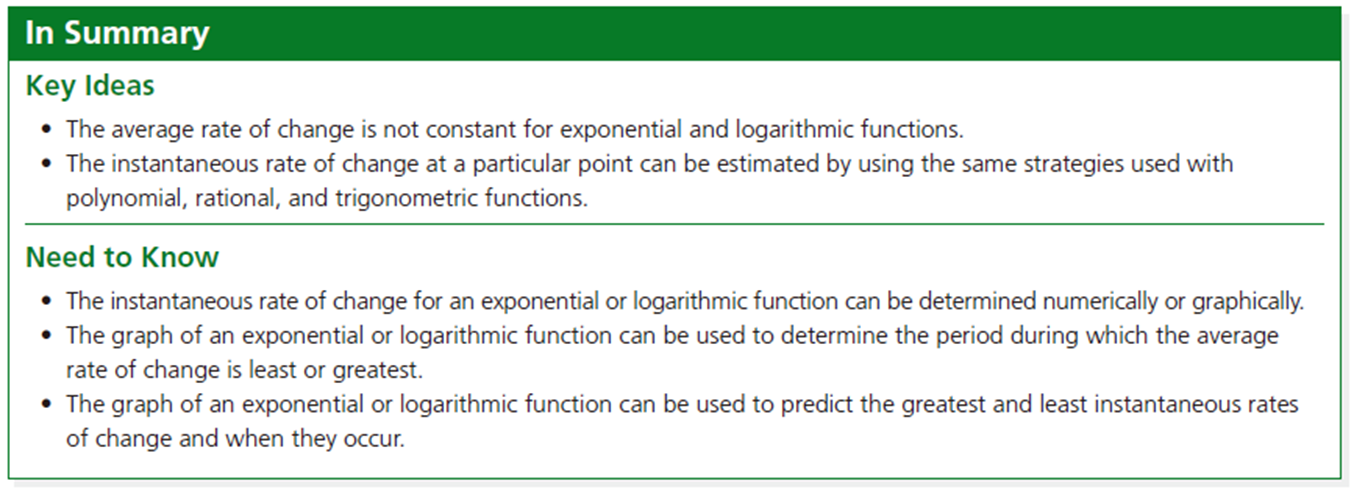 In Summary
Key Ideas
• The average rate of change is not constant for exponential and logarithmic functions.
• The instantaneous rate of change at a particular point can be estimated by using the same strategies used with
polynomial, rational, and trigonometric functions.
Need to Know
• The instantaneous rate of change for an exponential or logarithmic function can be determined numerically or graphically.
• The graph of an exponential or logarithmic function can be used to determine the period during which the average
rate of change is least or greatest.
• The graph of an exponential or logarithmic function can be used to predict the greatest and least instantaneous rates
of change and when they occur.